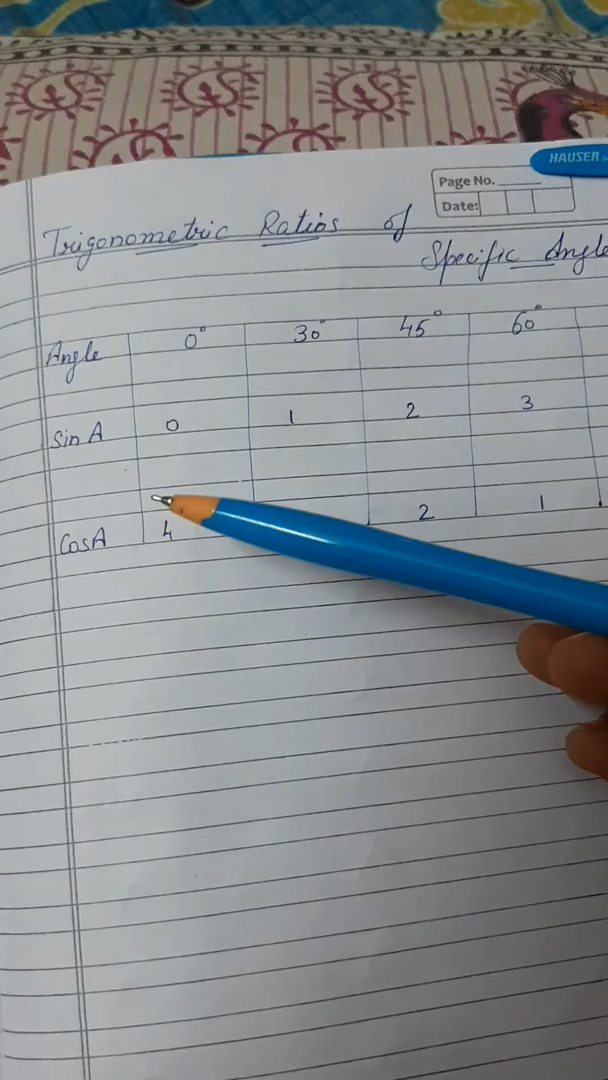 HAUSER
Page No.
Date:
Trigonometric Ratios of
Specific Angle
Angle 0° 30° 45° 60°
Sin A 0 1 2 3
Cos A 4 2 1